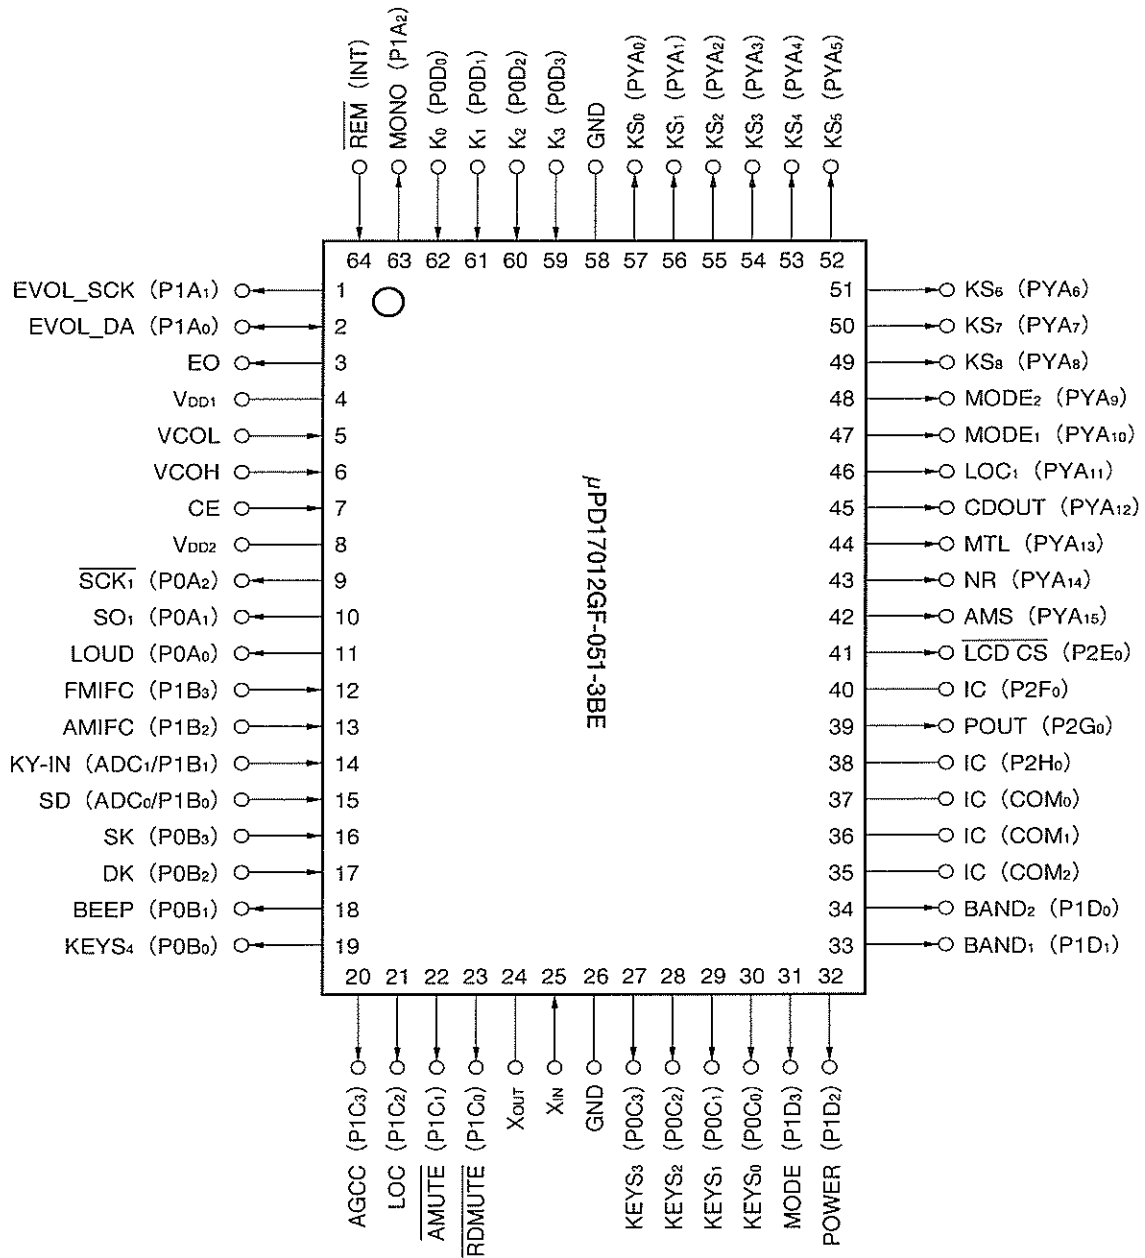 REM (INT)
MONO (P1A₂)
K₀ (P0D₀)
K₁ (P0D₁)
K₂ (P0D₂)
K₃ (P0D₃)
GND
KS₀ (PYA₀)
KS₁ (PYA₁)
KS₂ (PYA₂)
KS₃ (PYA₃)
KS₄ (PYA₄)
KS₅ (PYA₅)
64 63 62 61 60 59 58 57 56 55 54 53 52
EVOL_SCK (P1A₁) 1
EVOL_DA (P1A₀) 2
EO 3
VDD1 4
VCOL 5
VCOH 6
CE 7
VDD2 8
SCK₁ (P0A₂) 9
SO₁ (P0A₁) 10
LOUD (P0A₀) 11
FMIFC (P1B₃) 12
AMIFC (P1B₂) 13
KY-IN (ADC₁/P1B₁) 14
SD (ADC₀/P1B₀) 15
SK (P0B₃) 16
DK (P0B₂) 17
BEEP (P0B₁) 18
KEYS₄ (P0B₀) 19
μPD17012GF-051-3BE
51 KS₆ (PYA₆)
50 KS₇ (PYA₇)
49 KS₈ (PYA₈)
48 MODE₂ (PYA₉)
47 MODE₁ (PYA₁₀)
46 LOC₁ (PYA₁₁)
45 CDOUT (PYA₁₂)
44 MTL (PYA₁₃)
43 NR (PYA₁₄)
42 AMS (PYA₁₅)
41 LCD CS (P2E₀)
40 IC (P2F₀)
39 POUT (P2G₀)
38 IC (P2H₀)
37 IC (COM₀)
36 IC (COM₁)
35 IC (COM₂)
34 BAND₂ (P1D₀)
33 BAND₁ (P1D₁)
20 21 22 23 24 25 26 27 28 29 30 31 32
AGCC (P1C₃)
LOC (P1C₂)
AMUTE (P1C₁)
RDMUTE (P1C₀)
XOUT
XIN
GND
KEYS₃ (P0C₃)
KEYS₂ (P0C₂)
KEYS₁ (P0C₁)
KEYS₀ (P0C₀)
MODE (P1D₃)
POWER (P1D₂)